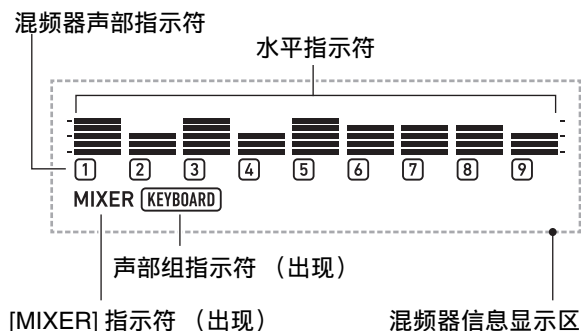 混频器声部指示符
水平指示符
1 2 3 4 5 6 7 8 9
MIXER KEYBOARD
声部组指示符 （出现）
[MIXER] 指示符 （出现）
混频器信息显示区